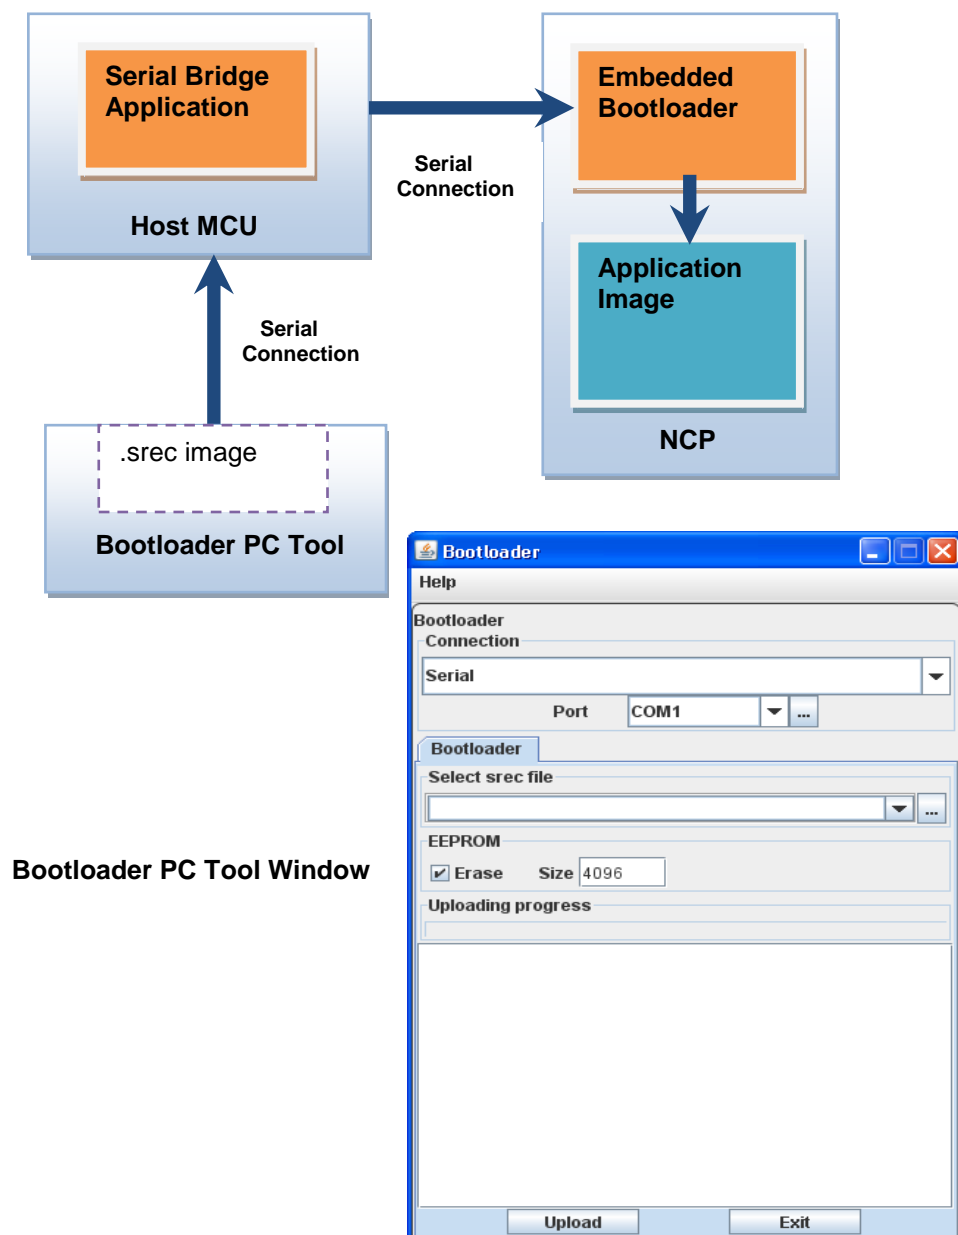 Serial Bridge
Application
Host MCU
Serial
Connection
Embedded
Bootloader
Application
Image
NCP
Serial
Connection
.srec image
Bootloader PC Tool
Bootloader PC Tool Window
Bootloader
Help
Bootloader
Connection
Serial
Port COM1 ...
Bootloader
Select srec file
...
EEPROM
Erase Size 4096
Uploading progress
Upload Exit